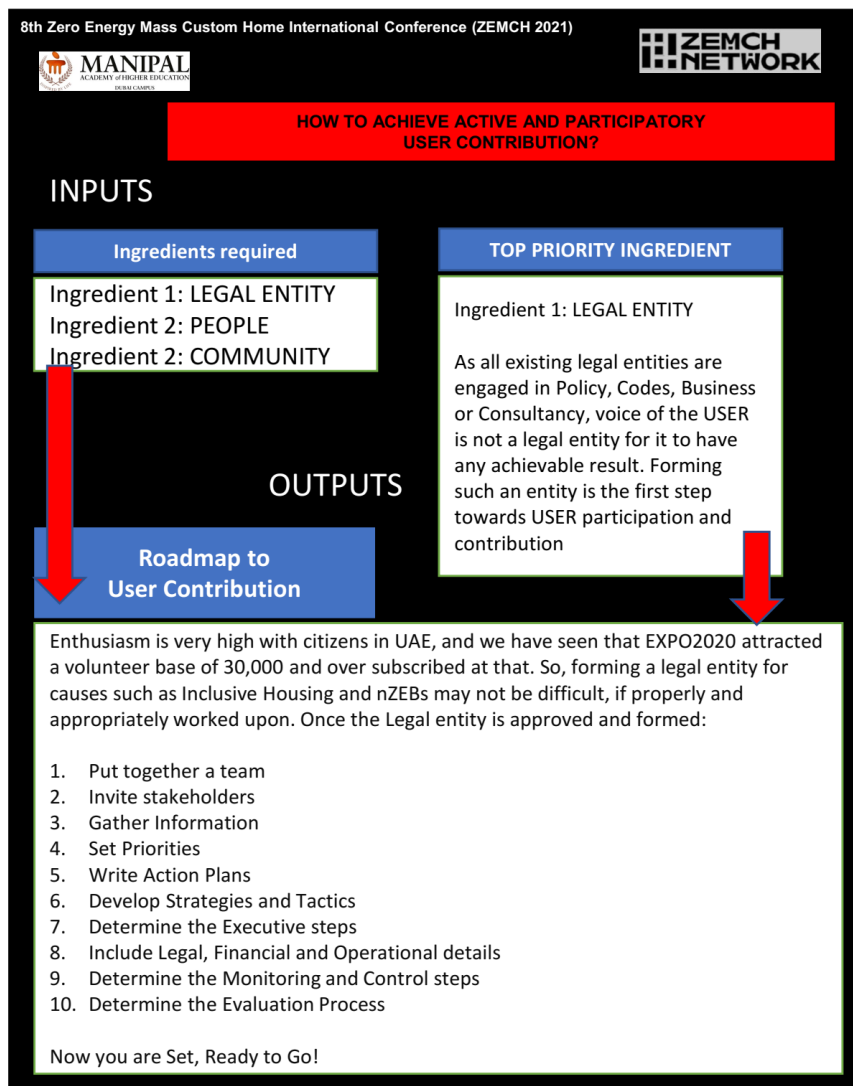 8th Zero Energy Mass Custom Home International Conference (ZEMCH 2021)
MANIPAL
ACADEMY of HIGHER EDUCATION
DUBAI CAMPUS
ZEMCH
NETWORK
HOW TO ACHIEVE ACTIVE AND PARTICIPATORY
USER CONTRIBUTION?
INPUTS
Ingredients required
Ingredient 1: LEGAL ENTITY
Ingredient 2: PEOPLE
Ingredient 2: COMMUNITY
TOP PRIORITY INGREDIENT
Ingredient 1: LEGAL ENTITY
As all existing legal entities are
engaged in Policy, Codes, Business
or Consultancy, voice of the USER
is not a legal entity for it to have
any achievable result. Forming
such an entity is the first step
towards USER participation and
contribution
OUTPUTS
Roadmap to
User Contribution
Enthusiasm is very high with citizens in UAE, and we have seen that EXPO2020 attracted
a volunteer base of 30,000 and over subscribed at that. So, forming a legal entity for
causes such as Inclusive Housing and nZEBs may not be difficult, if properly and
appropriately worked upon. Once the Legal entity is approved and formed:
1. Put together a team
2. Invite stakeholders
3. Gather Information
4. Set Priorities
5. Write Action Plans
6. Develop Strategies and Tactics
7. Determine the Executive steps
8. Include Legal, Financial and Operational details
9. Determine the Monitoring and Control steps
10. Determine the Evaluation Process
Now you are Set, Ready to Go!